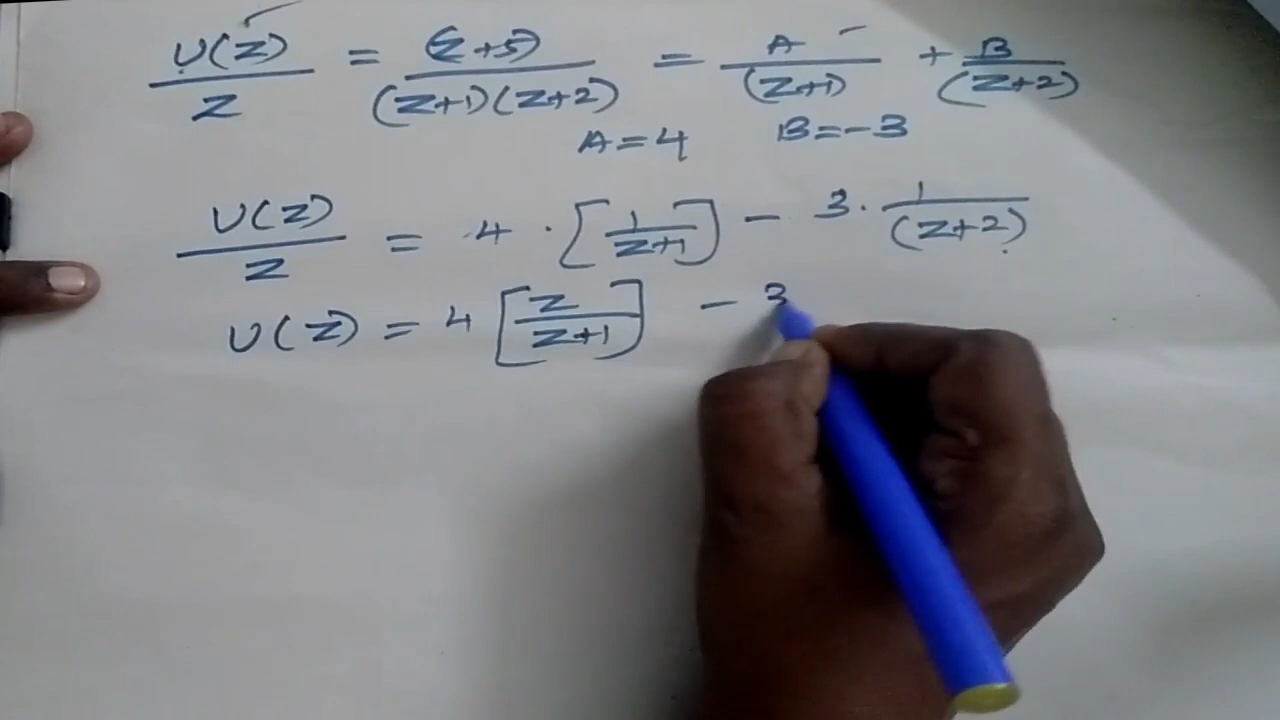 U(z)/z = (z+5)/((z+1)(z+2)) = A/(z+1) + B/(z+2)
A=4 B=-3
U(z)/z = 4 · [1/(z+1)] - 3 · 1/(z+2)
U(z) = 4 [z/(z+1)] - 3